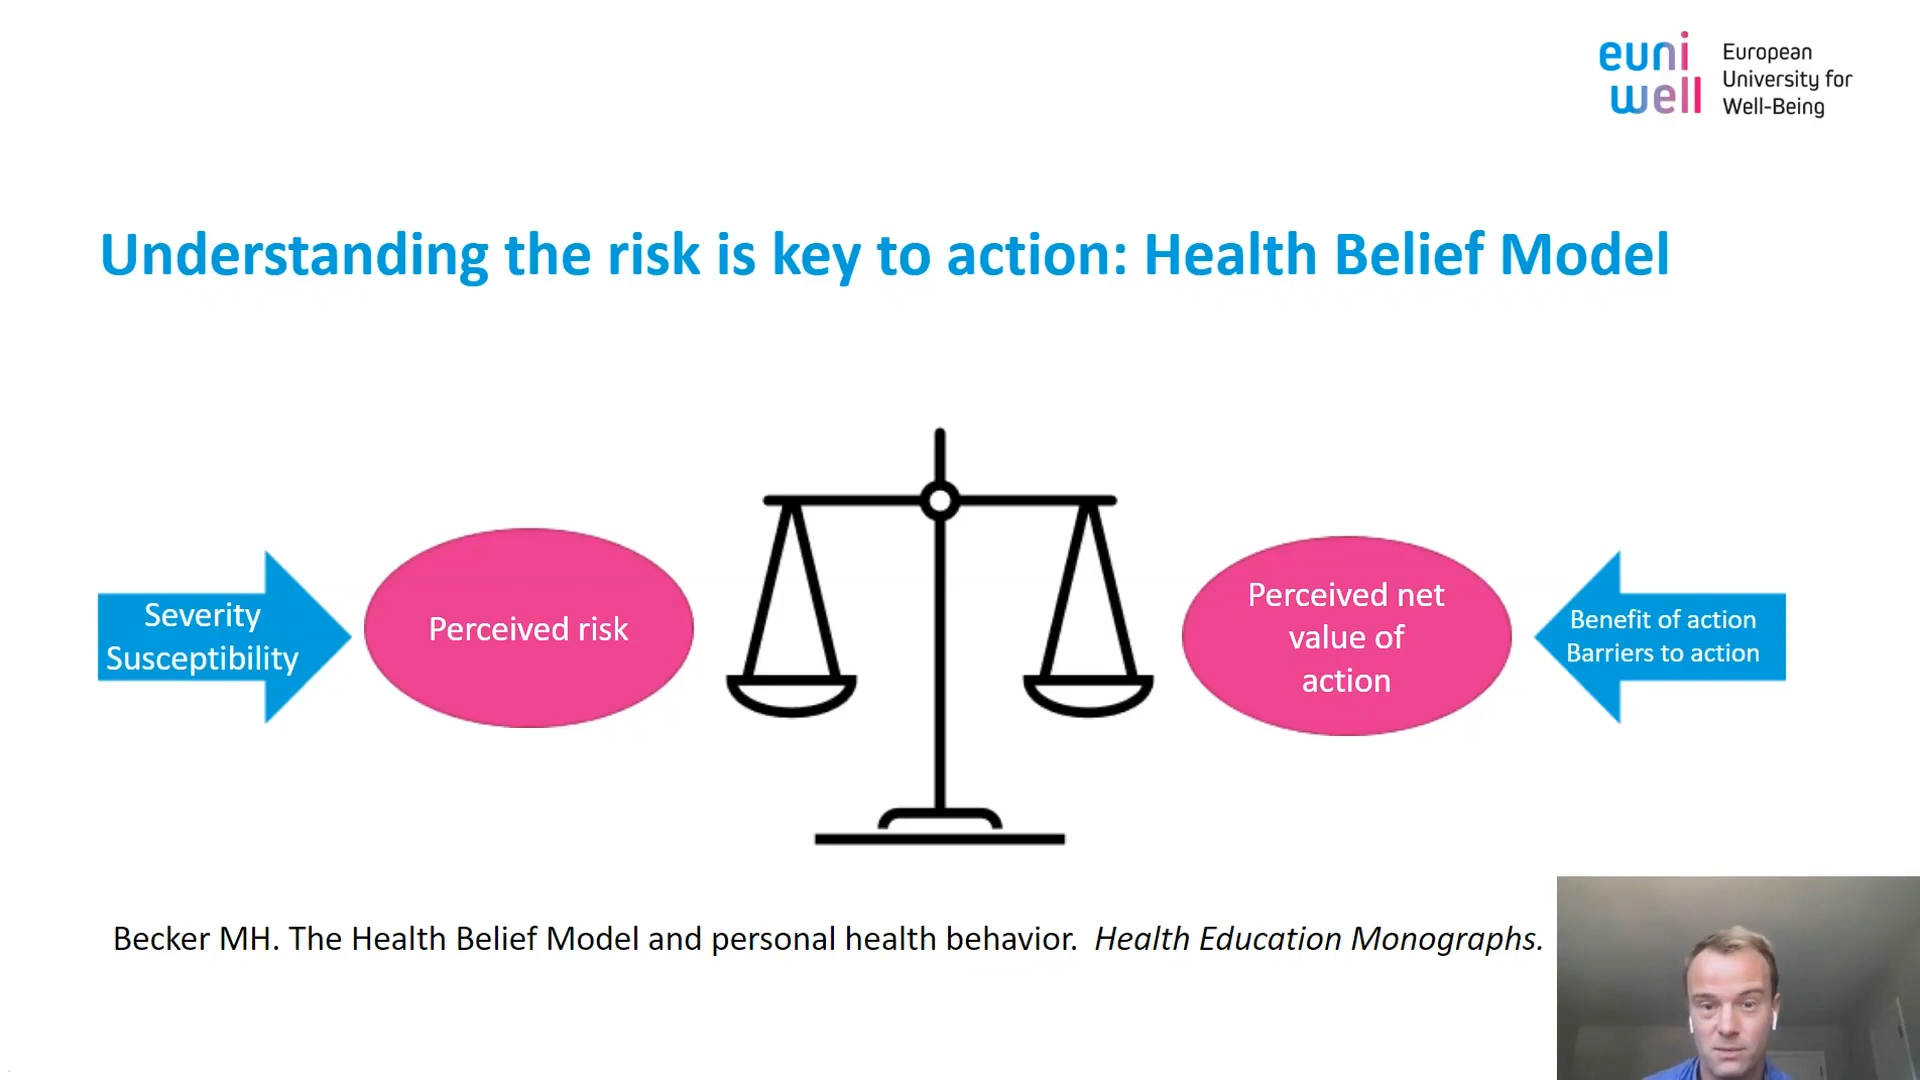 euni
well
European
University for
Well-Being
Understanding the risk is key to action: Health Belief Model
Severity
Susceptibility
Perceived risk
Perceived net
value of
action
Benefit of action
Barriers to action
Becker MH. The Health Belief Model and personal health behavior. Health Education Monographs.